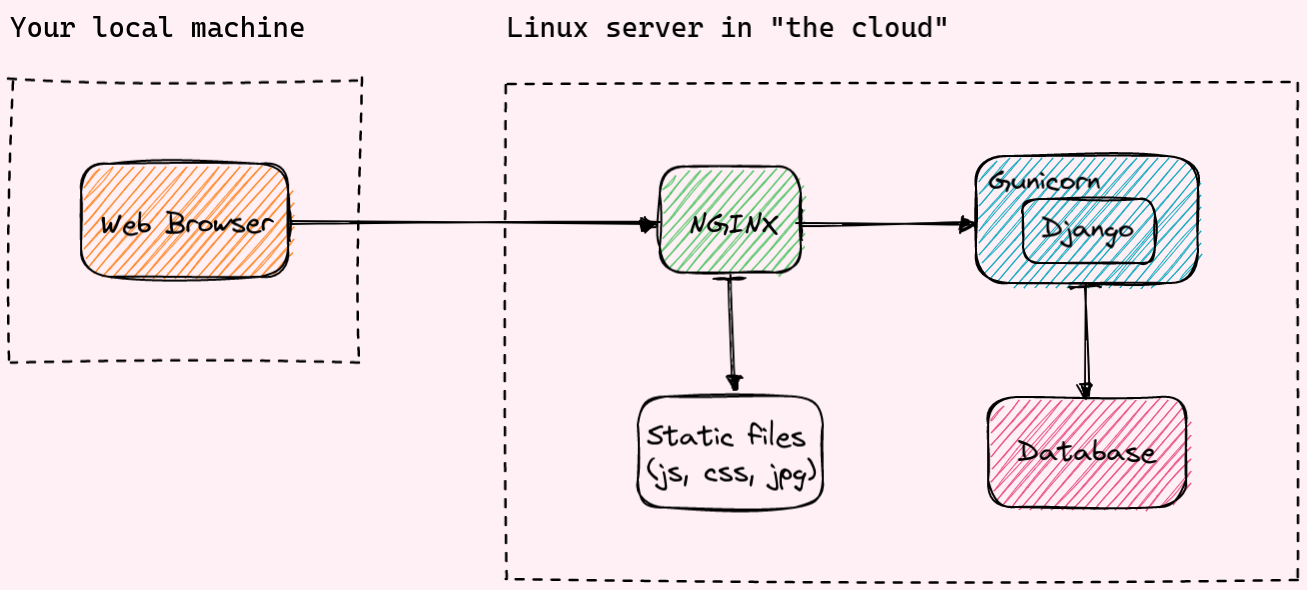 Your local machine
Linux server in "the cloud"
Web Browser
NGINX
Gunicorn
Django
Static files
(js, css, jpg)
Database